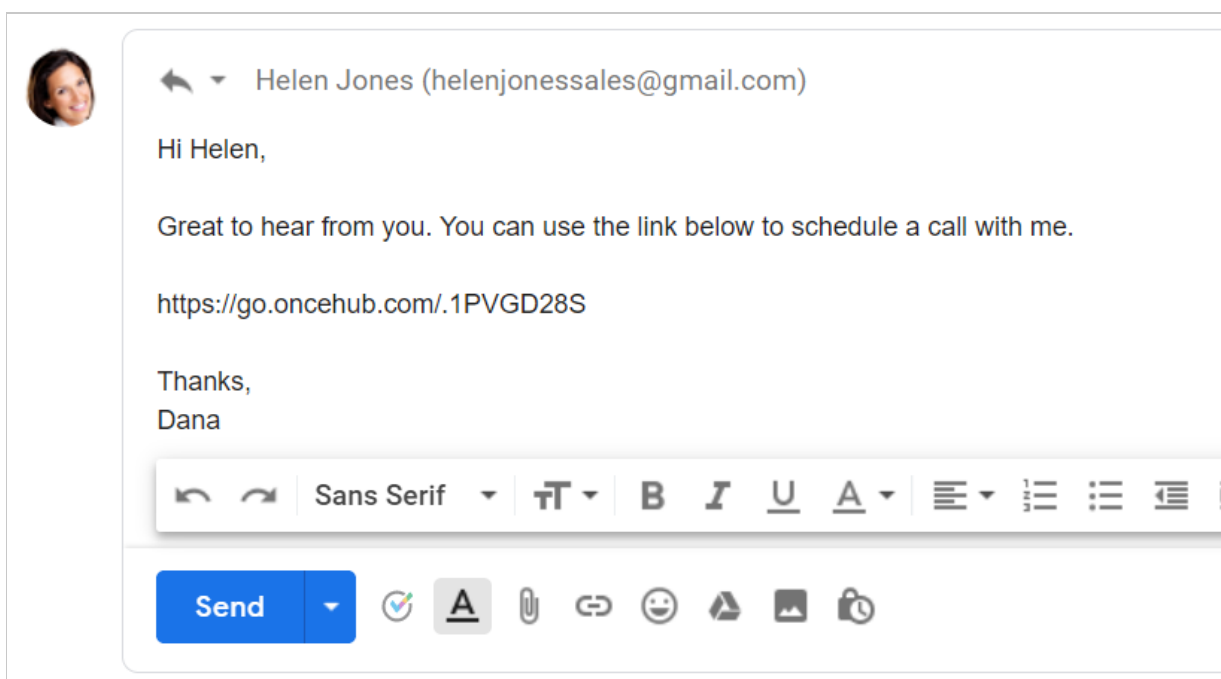 Helen Jones (helenjonessales@gmail.com)
Hi Helen,
Great to hear from you. You can use the link below to schedule a call with me.
https://go.oncehub.com/.1PVGD28S
Thanks,
Dana
Sans Serif
Send